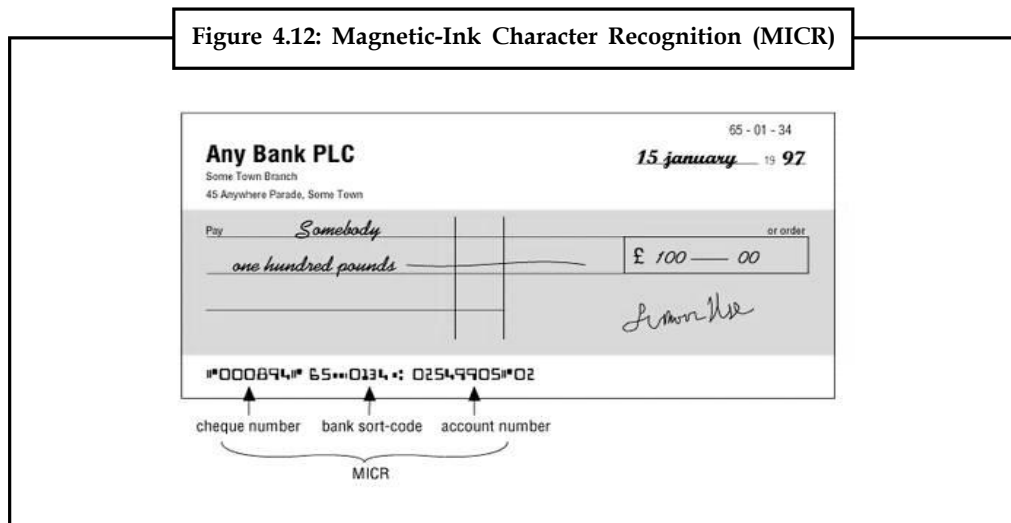 Figure 4.12: Magnetic-Ink Character Recognition (MICR)
65 - 01 - 34
Any Bank PLC
15 january 19 97
Some Town Branch
45 Anywhere Parade, Some Town
Pay Somebody or order
one hundred pounds £ 100 — 00
⑈000894⑈ 65⑉0134⑆ 02549905⑈02
cheque number bank sort-code account number
MICR